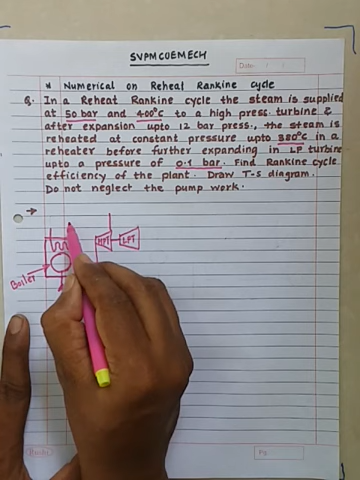 SVPMCOEMECH
Date:- / /
* Numerical on Reheat Rankine Cycle
Q. In a Reheat Rankine cycle the steam is supplied
at 50 bar and 400°C to a high press. turbine &
after expansion upto 12 bar press., the steam is
reheated at constant pressure upto 380°C in a
reheater before further expanding in LP turbine
upto a pressure of 0.1 bar. Find Rankine cycle
efficiency of the plant. Draw T-S diagram.
Do not neglect the pump work.
HPT LPT
Boiler
Pg.